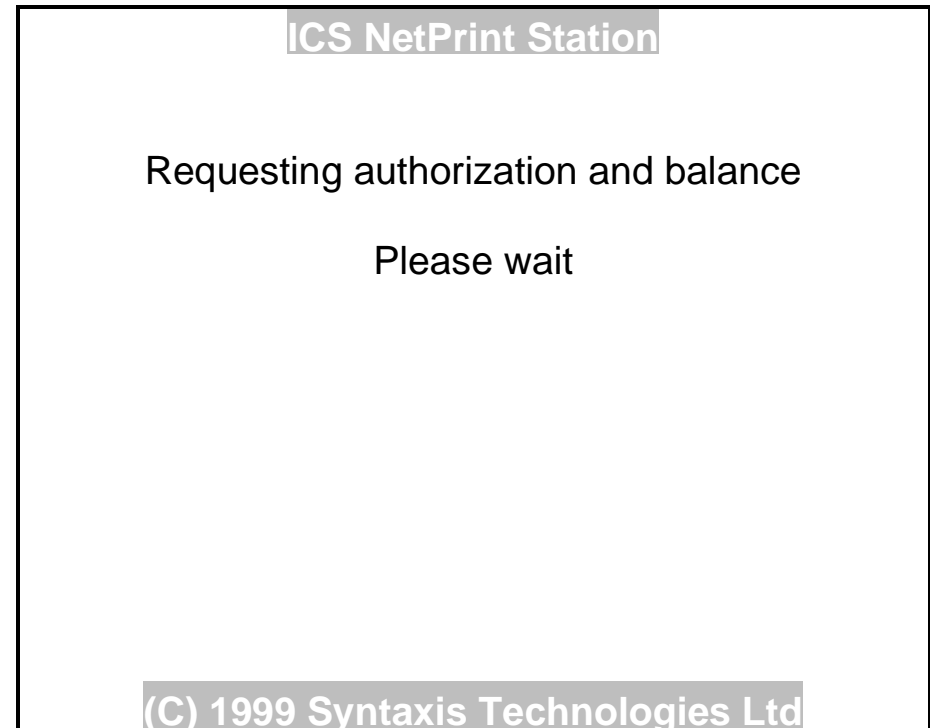 ICS NetPrint Station
Requesting authorization and balance
Please wait
(C) 1999 Syntaxis Technologies Ltd